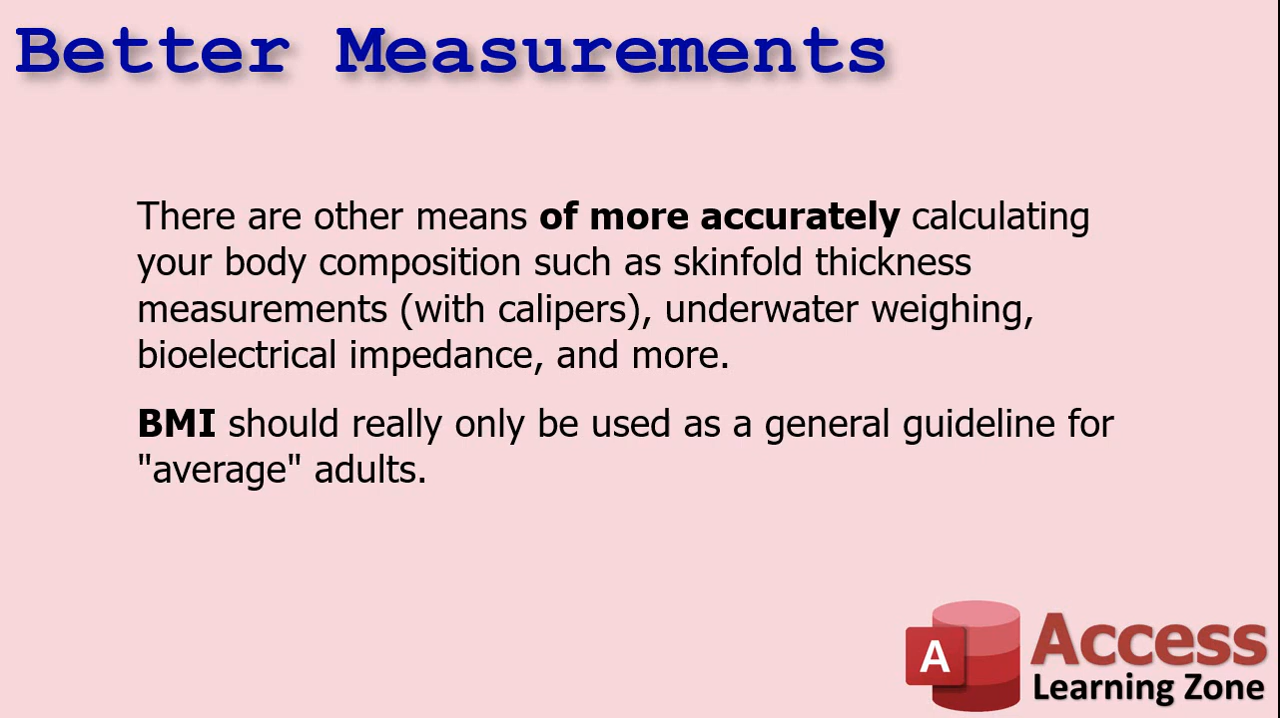 Better Measurements
There are other means of more accurately calculating
your body composition such as skinfold thickness
measurements (with calipers), underwater weighing,
bioelectrical impedance, and more.
BMI should really only be used as a general guideline for
"average" adults.
A
Access
Learning Zone